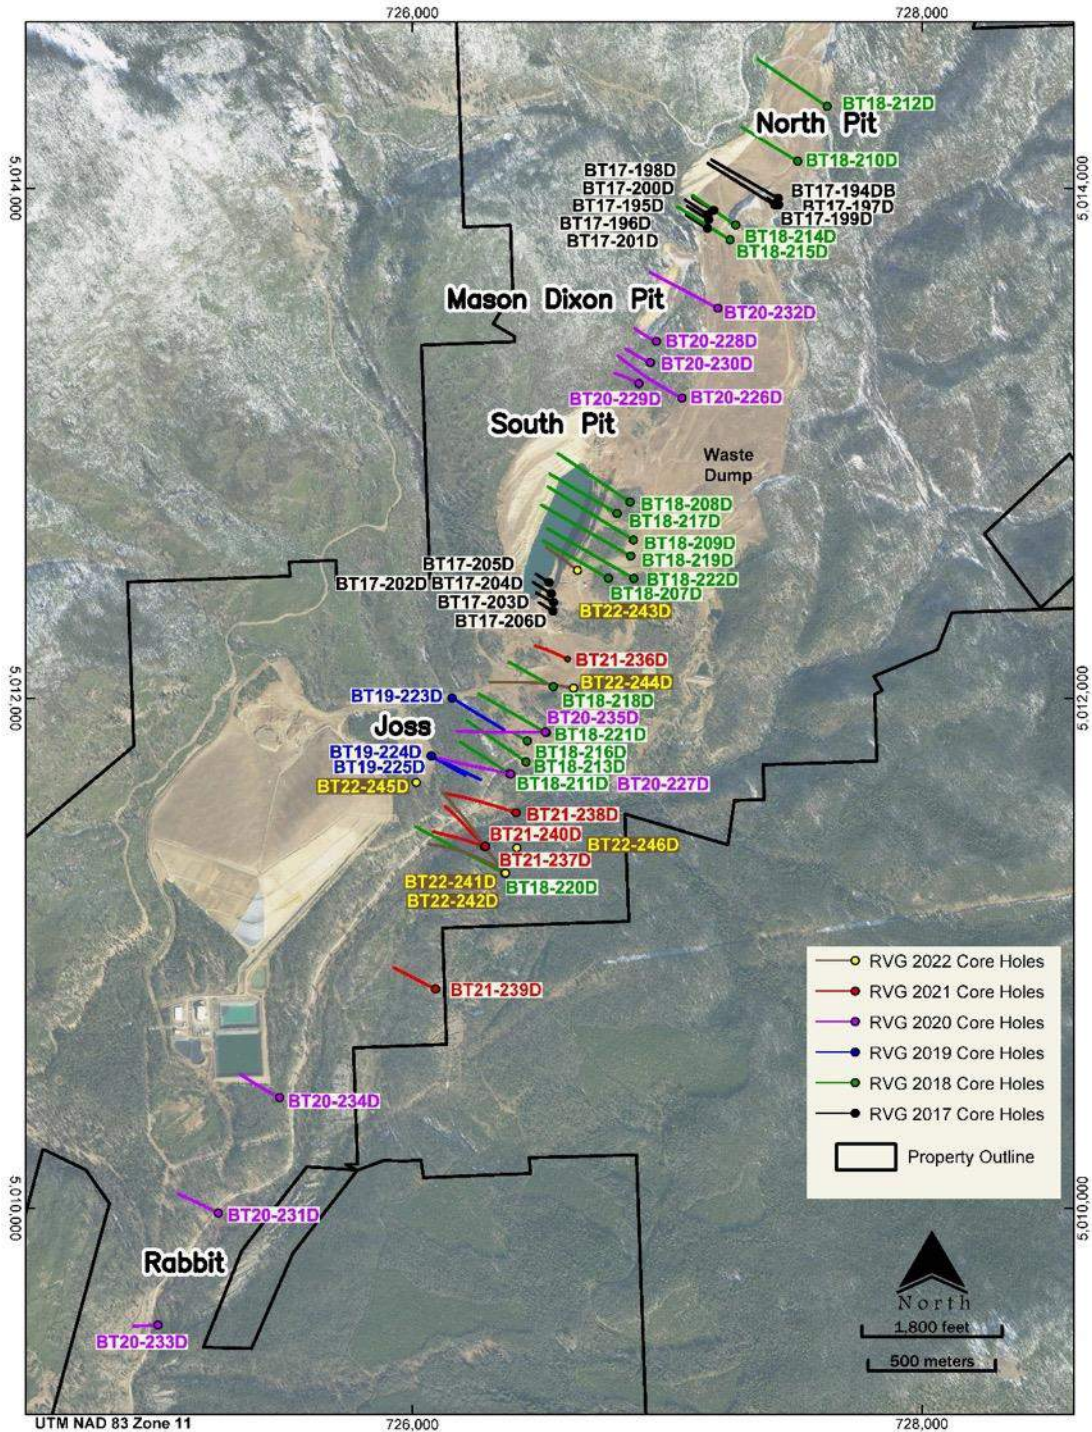 726,000
728,000
BT18-212D
North Pit
BT18-210D
BT17-198D
BT17-200D
BT17-195D
BT17-196D
BT17-201D
BT17-194DB
BT17-197D
BT17-199D
BT18-214D
BT18-215D
5,014,000
5,014,000
Mason Dixon Pit
BT20-232D
BT20-228D
BT20-230D
BT20-229D
BT20-226D
South Pit
Waste
Dump
BT18-208D
BT18-217D
BT18-209D
BT18-219D
BT18-222D
BT18-207D
BT17-205D
BT17-202D
BT17-204D
BT17-203D
BT17-206D
BT22-243D
BT21-236D
BT22-244D
BT18-218D
5,012,000
5,012,000
BT19-223D
Joss
BT20-235D
BT18-221D
BT18-216D
BT18-213D
BT18-211D
BT20-227D
BT19-224D
BT19-225D
BT22-245D
BT21-238D
BT21-240D
BT22-246D
BT21-237D
BT22-241D
BT18-220D
BT22-242D
BT21-239D
BT20-234D
BT20-231D
Rabbit
BT20-233D
RVG 2022 Core Holes
RVG 2021 Core Holes
RVG 2020 Core Holes
RVG 2019 Core Holes
RVG 2018 Core Holes
RVG 2017 Core Holes
Property Outline
5,010,000
5,010,000
North
1,800 feet
500 meters
UTM NAD 83 Zone 11
726,000
728,000